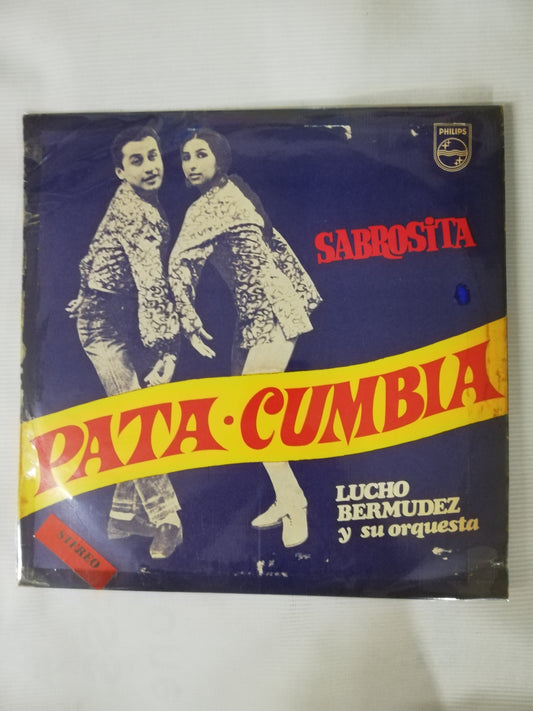 PHILIPS
SABROSiTA
PATA·CUMBIA
LUCHO
BERMUDEZ
y su orquesta
STEREO